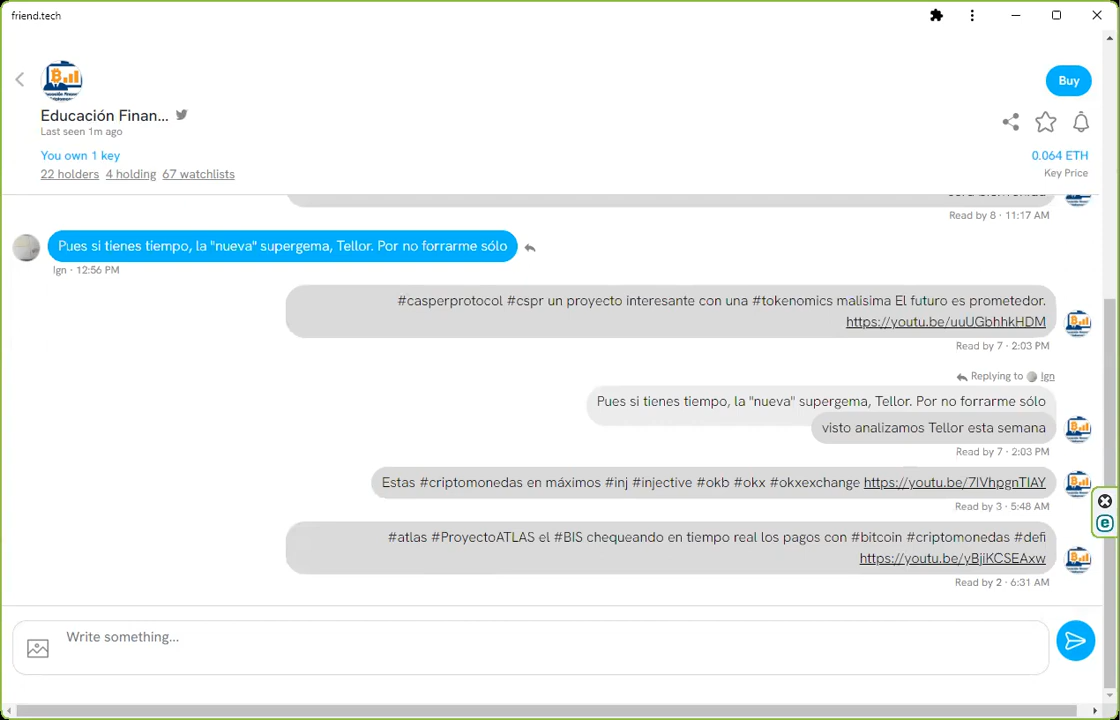 friend.tech
Buy
Educación Finan...
Last seen 1m ago
You own 1 key
0.064 ETH
22 holders 4 holding 67 watchlists
Key Price
Read by 8 · 11:17 AM
Pues si tienes tiempo, la "nueva" supergema, Tellor. Por no forrarme sólo
Ign · 12:56 PM
#casperprotocol #cspr un proyecto interesante con una #tokenomics malisima El futuro es prometedor.
https://youtu.be/uuUGbhhkHDM
Read by 7 · 2:03 PM
Replying to Ign
Pues si tienes tiempo, la "nueva" supergema, Tellor. Por no forrarme sólo
visto analizamos Tellor esta semana
Read by 7 · 2:03 PM
Estas #criptomonedas en máximos #inj #injective #okb #okx #okxexchange https://youtu.be/7lVhpgnTlAY
Read by 3 · 5:48 AM
#atlas #ProyectoATLAS el #BIS chequeando en tiempo real los pagos con #bitcoin #criptomonedas #defi
https://youtu.be/yBjiKCSEAxw
Read by 2 · 6:31 AM
Write something...